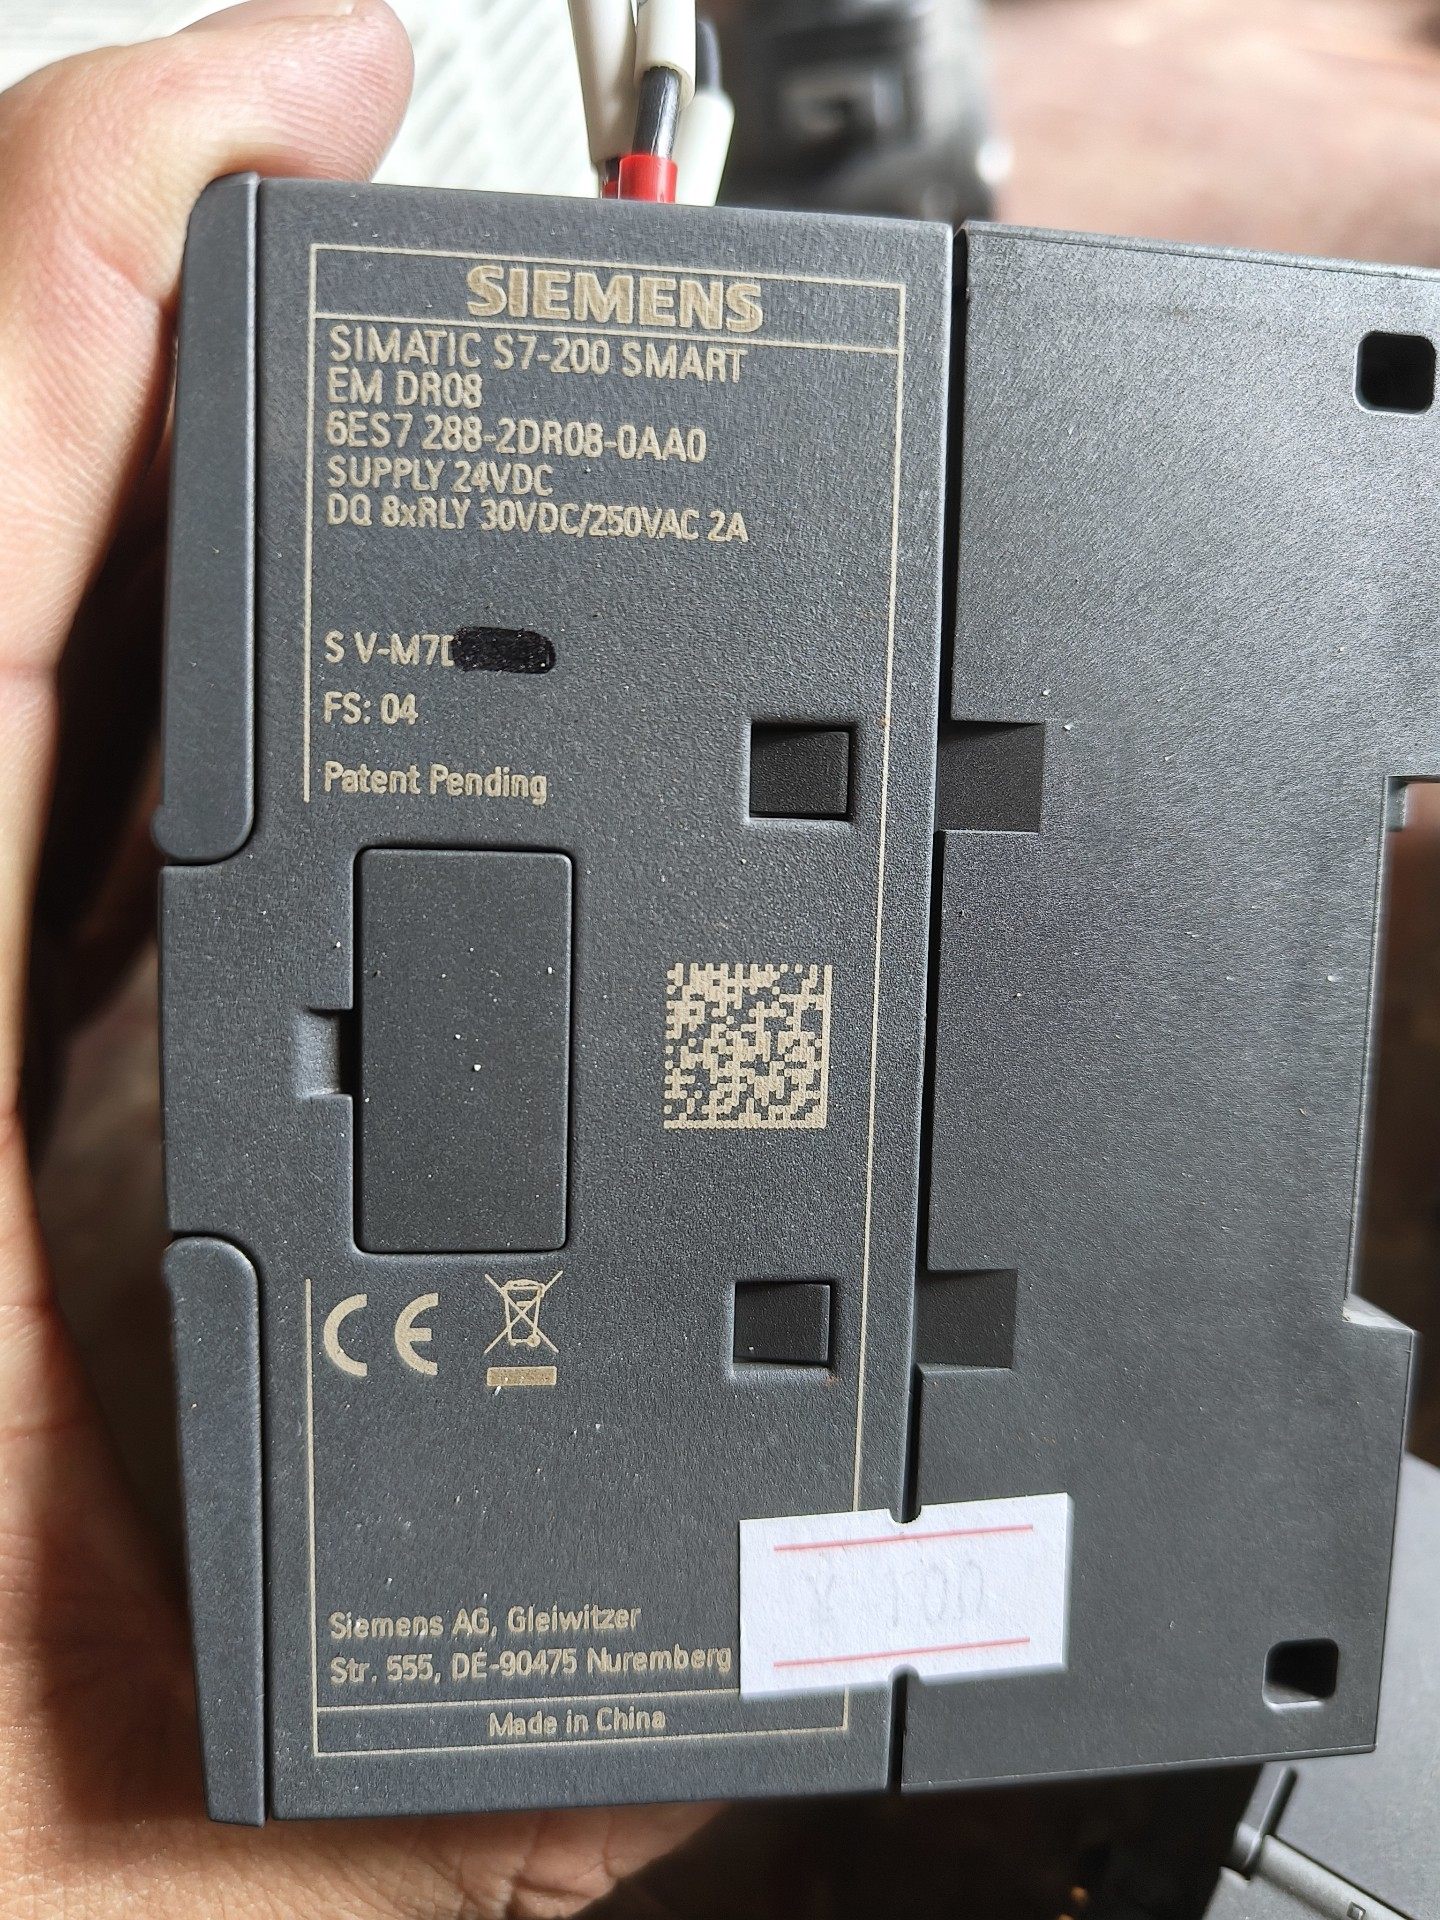 SIEMENS
SIMATIC S7-200 SMART
EM DR08
6ES7 288-2DR08-0AA0
SUPPLY 24VDC
DQ 8xRLY 30VDC/250VAC 2A
S V-M7
FS: 04
Patent Pending
CE
Siemens AG, Gleiwitzer
Str. 555, DE-90475 Nuremberg
Made in China